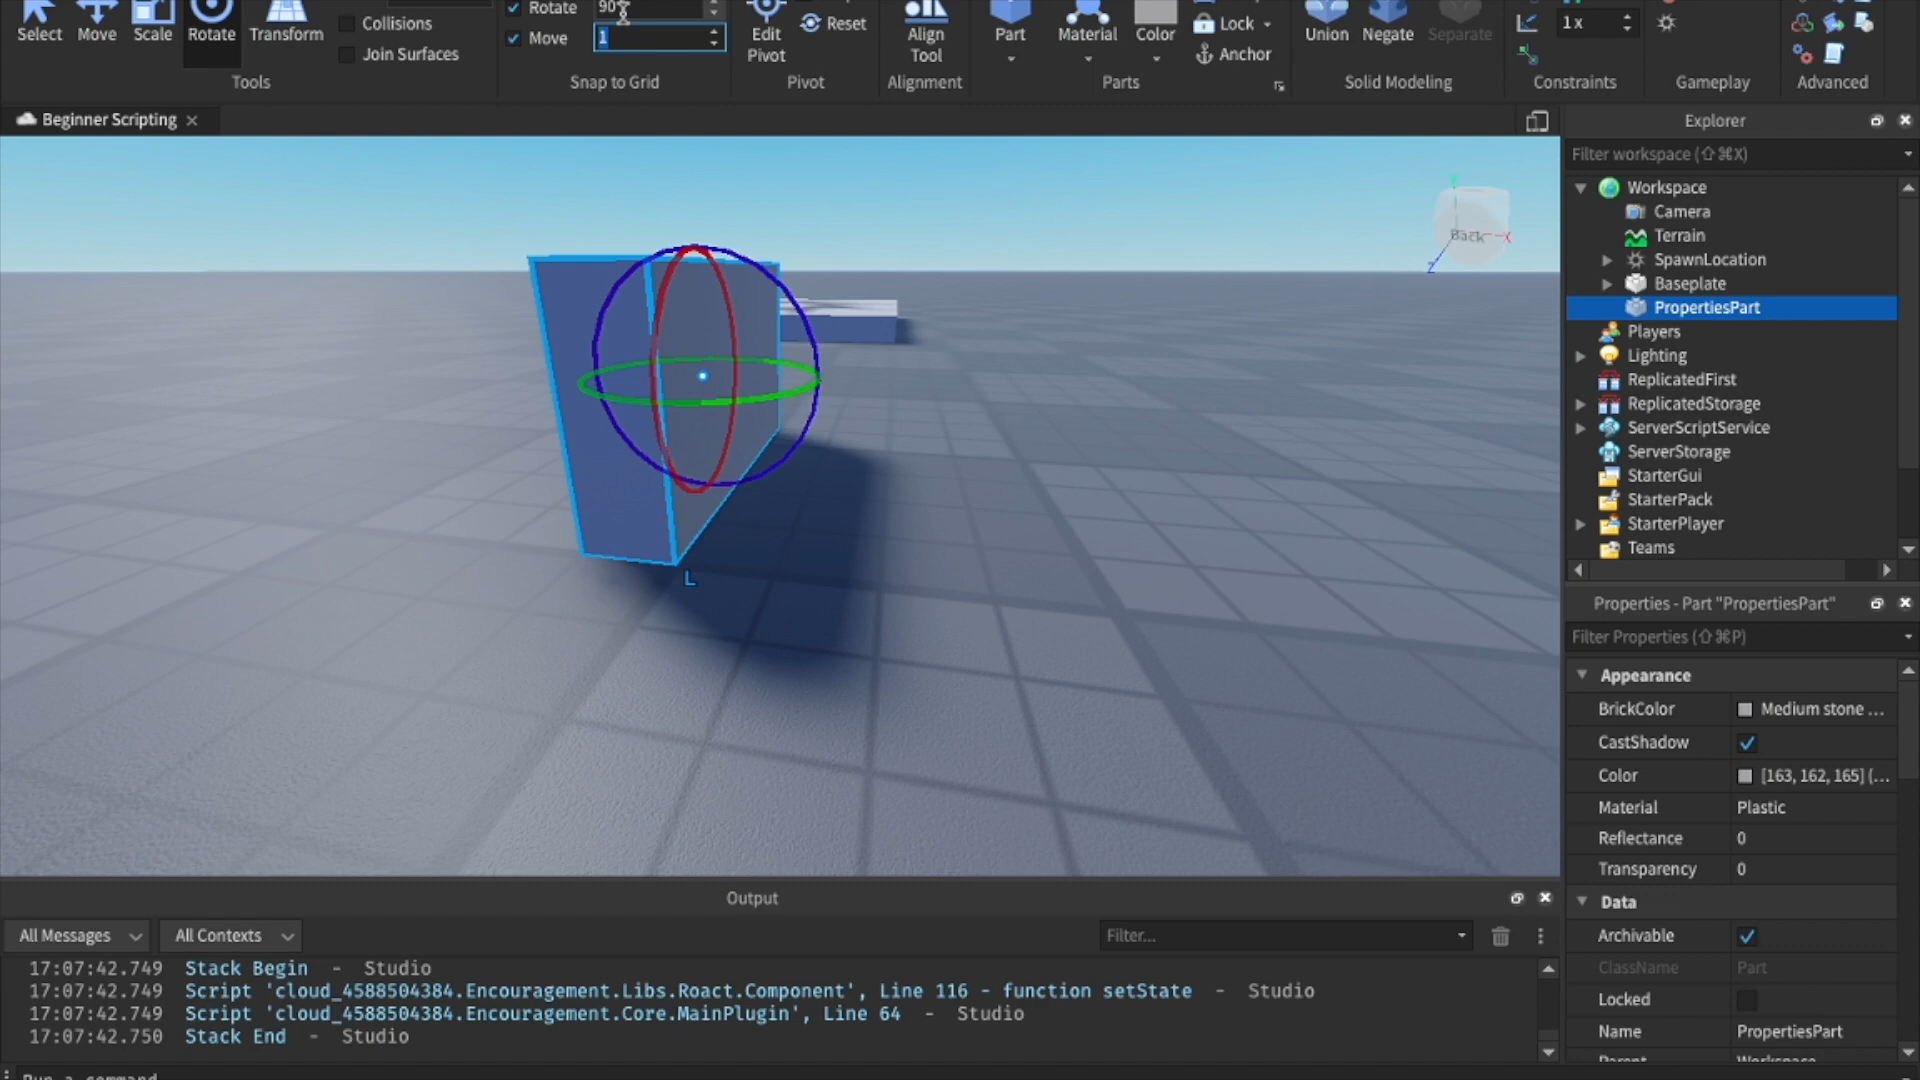 Select Move Scale Rotate Transform
Collisions
Join Surfaces
Tools
Rotate 90°
Move 1
Snap to Grid
Edit Pivot
Reset
Pivot
Align Tool
Alignment
Part Material Color
Lock
Anchor
Parts
Union Negate Separate
Solid Modeling
1 x
Constraints
Gameplay
Advanced
Beginner Scripting
Explorer
Filter workspace (⇧⌘X)
Workspace
Camera
Terrain
SpawnLocation
Baseplate
PropertiesPart
Players
Lighting
ReplicatedFirst
ReplicatedStorage
ServerScriptService
ServerStorage
StarterGui
StarterPack
StarterPlayer
Teams
Y
Back
X
Z
L
Properties - Part "PropertiesPart"
Filter Properties (⇧⌘P)
Appearance
BrickColor Medium stone ...
CastShadow
Color [163, 162, 165] (...
Material Plastic
Reflectance 0
Transparency 0
Data
Archivable
ClassName Part
Locked
Name PropertiesPart
Parent Workspace
Output
All Messages All Contexts Filter...
17:07:42.749 Stack Begin - Studio
17:07:42.749 Script 'cloud_4588504384.Encouragement.Libs.Roact.Component', Line 116 - function setState - Studio
17:07:42.749 Script 'cloud_4588504384.Encouragement.Core.MainPlugin', Line 64 - Studio
17:07:42.750 Stack End - Studio
Run a command